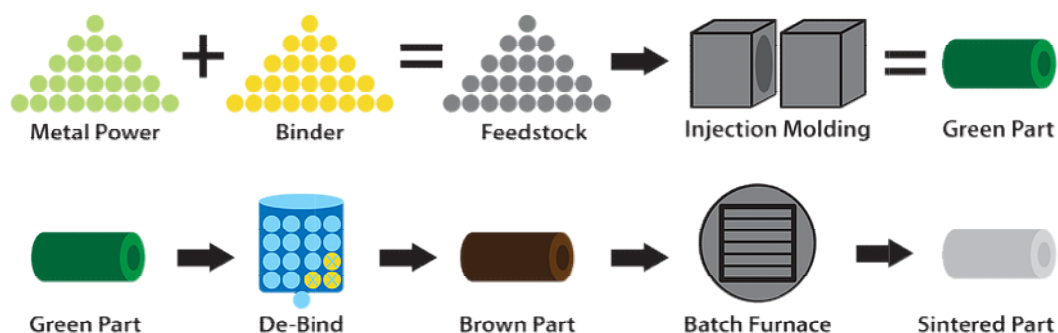 Metal Power
Binder
Feedstock
Injection Molding
Green Part
Green Part
De-Bind
Brown Part
Batch Furnace
Sintered Part